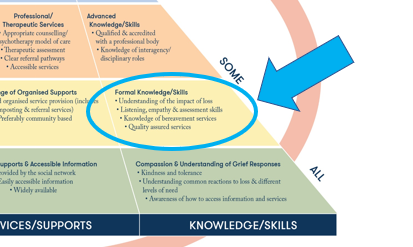 Professional/
Therapeutic Services
• Appropriate counselling/
psychotherapy model of care
• Therapeutic assessment
• Clear referral pathways
• Accessible services
Advanced
Knowledge/Skills
• Qualified & accredited
with a professional body
• Knowledge of interagency/
disciplinary roles
SOME
ge of Organised Supports
organised service provision (includes
posting & referral services)
Preferably community based
Formal Knowledge/Skills
• Understanding of the impact of loss
• Listening, empathy & assessment skills
• Knowledge of bereavement services
• Quality assured services
ALL
upports & Accessible Information
ovided by the social network
Easily accessible information
• Widely available
Compassion & Understanding of Grief Responses
• Kindness and tolerance
• Understanding common reactions to loss & different
levels of need
• Awareness of how to access information and services
VICES/SUPPORTS
KNOWLEDGE/SKILLS